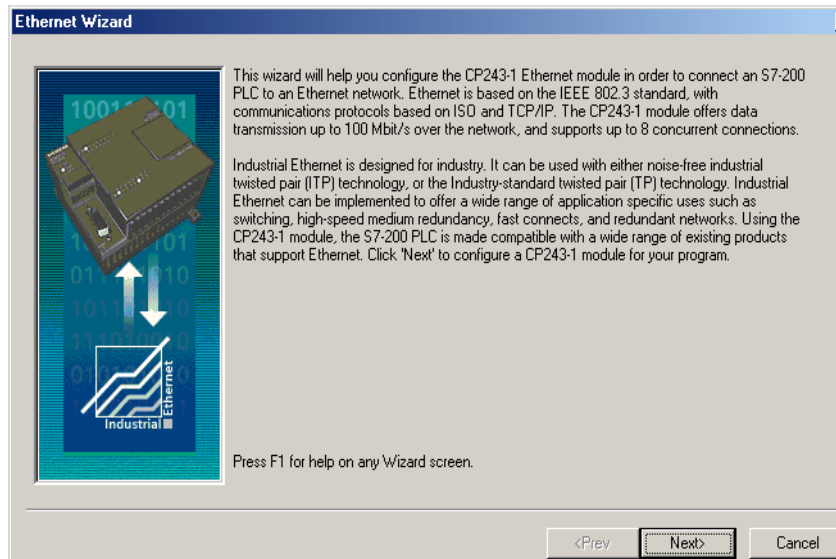 Ethernet Wizard
This wizard will help you configure the CP243-1 Ethernet module in order to connect an S7-200
PLC to an Ethernet network. Ethernet is based on the IEEE 802.3 standard, with
communications protocols based on ISO and TCP/IP. The CP243-1 module offers data
transmission up to 100 Mbit/s over the network, and supports up to 8 concurrent connections.
Industrial Ethernet is designed for industry. It can be used with either noise-free industrial
twisted pair (ITP) technology, or the Industry-standard twisted pair (TP) technology. Industrial
Ethernet can be implemented to offer a wide range of application specific uses such as
switching, high-speed medium redundancy, fast connects, and redundant networks. Using the
CP243-1 module, the S7-200 PLC is made compatible with a wide range of existing products
that support Ethernet. Click 'Next' to configure a CP243-1 module for your program.
Industrial
Ethernet
Press F1 for help on any Wizard screen.
<Prev
Next>
Cancel